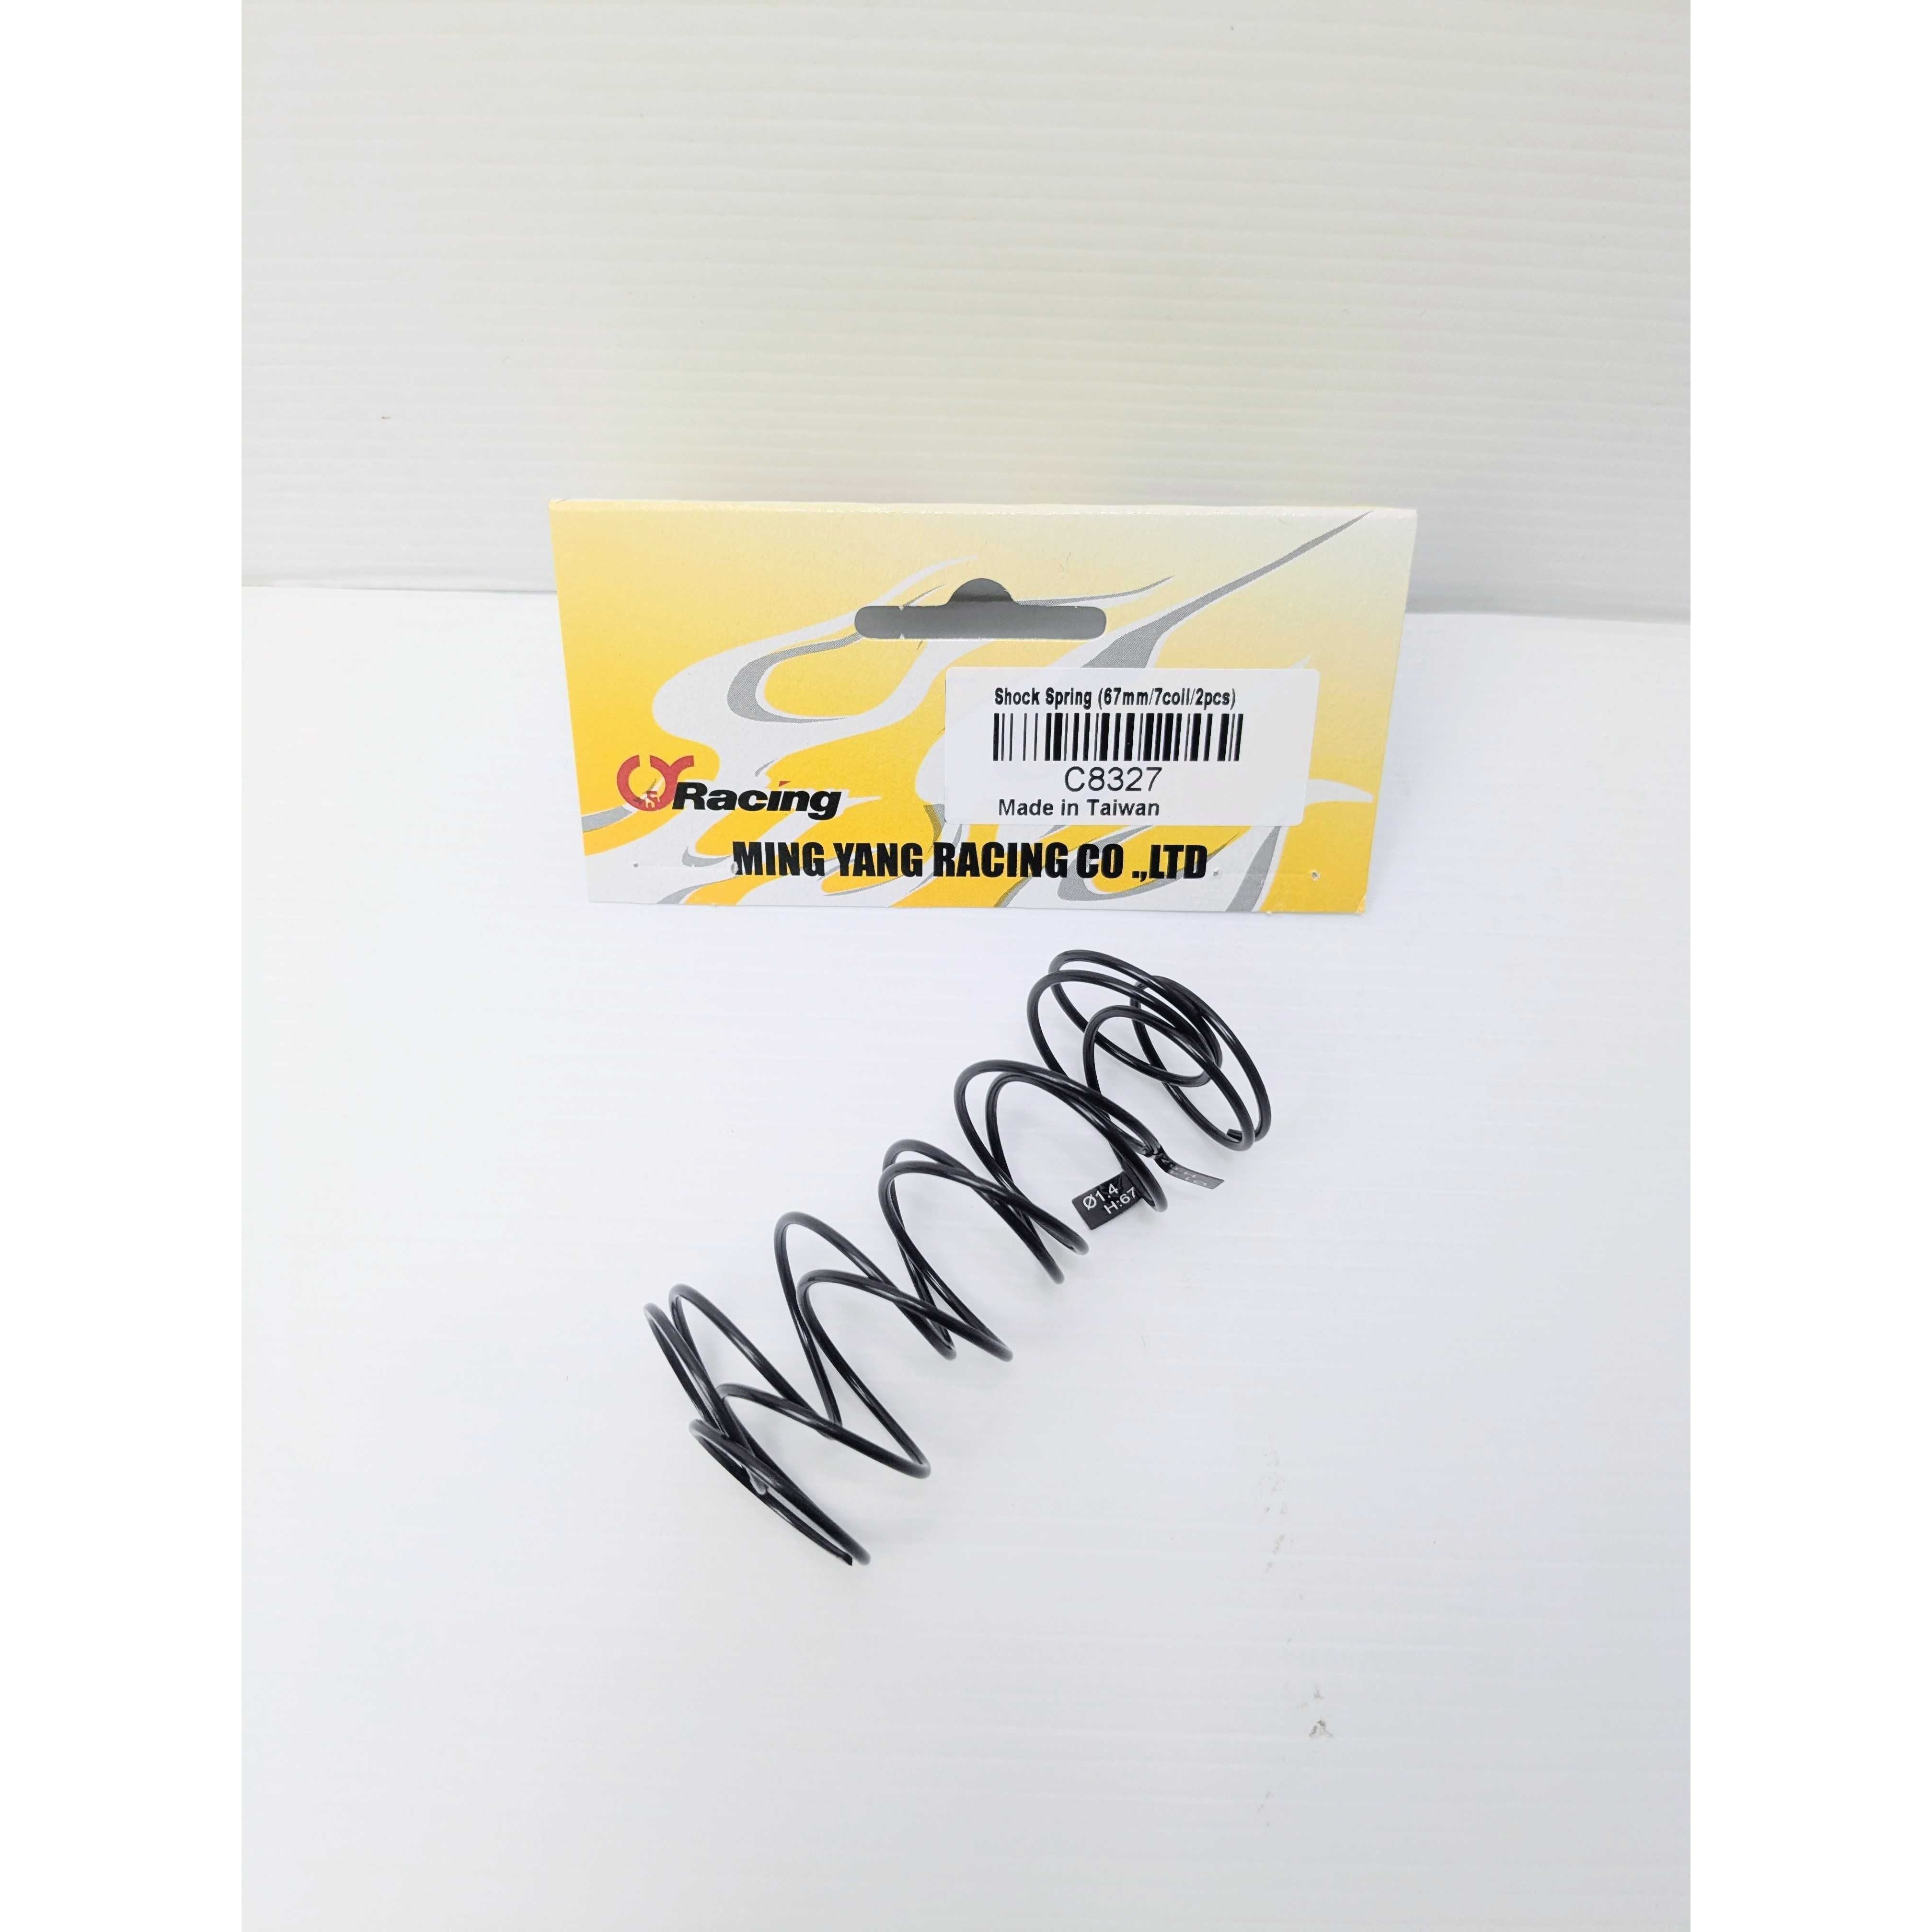 Shock Spring (67mm/7coil/2pcs)
C8327
Made in Taiwan
Racing
MING YANG RACING CO .,LTD
Ø1.4
H:67